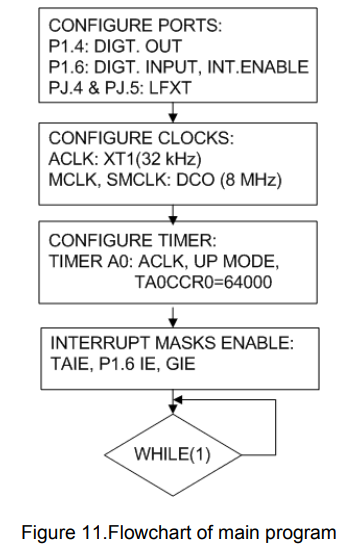 CONFIGURE PORTS:
P1.4: DIGT. OUT
P1.6: DIGT. INPUT, INT.ENABLE
PJ.4 & PJ.5: LFXT
CONFIGURE CLOCKS:
ACLK: XT1(32 kHz)
MCLK, SMCLK: DCO (8 MHz)
CONFIGURE TIMER:
TIMER A0: ACLK, UP MODE,
TA0CCR0=64000
INTERRUPT MASKS ENABLE:
TAIE, P1.6 IE, GIE
WHILE(1)
Figure 11.Flowchart of main program